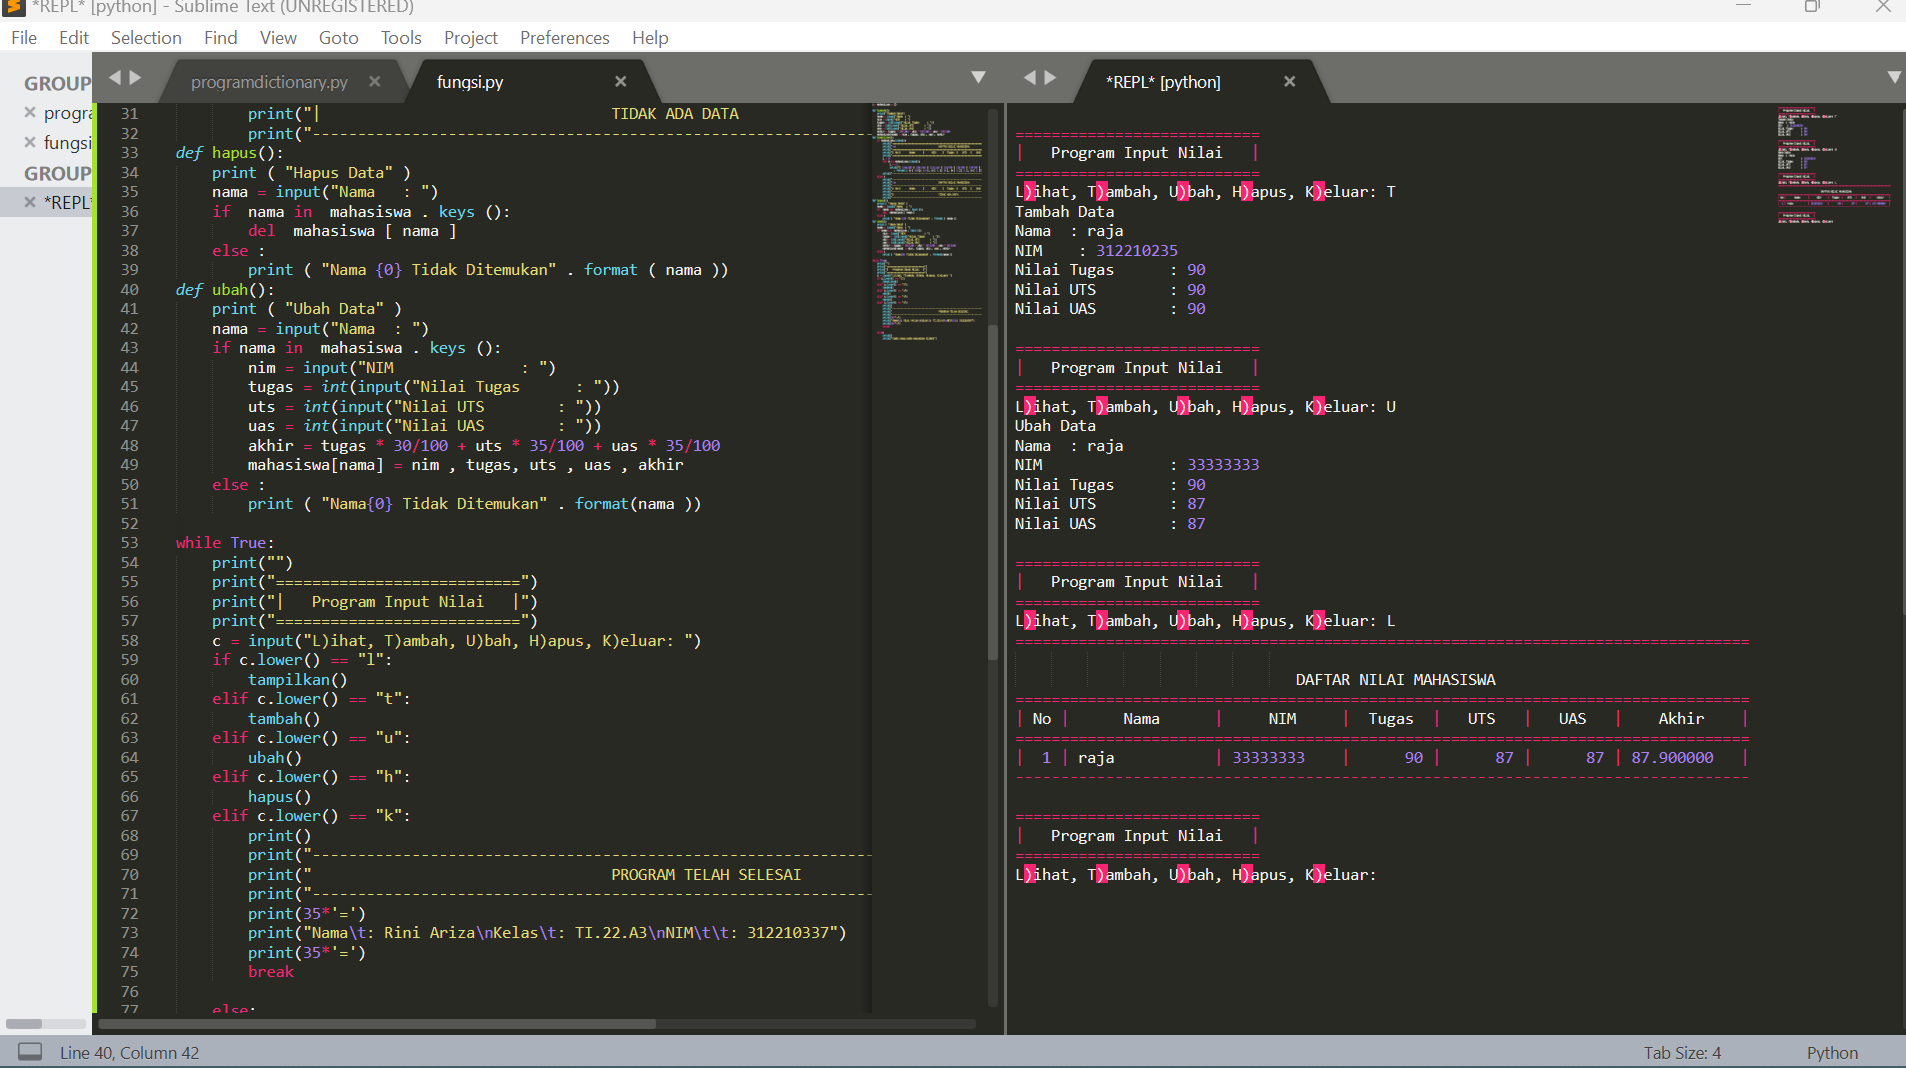 *REPL* [python] - Sublime Text (UNREGISTERED)
File Edit Selection Find View Goto Tools Project Preferences Help
GROUP
progra
fungsi
GROUP
*REPL*
programdictionary.py
fungsi.py
*REPL* [python]
31 print("|                                TIDAK ADA DATA
32 print("--------------------------------------------------------------
33 def hapus():
34     print ( "Hapus Data" )
35     nama = input("Nama   : ")
36     if  nama in  mahasiswa . keys ():
37         del  mahasiswa [ nama ]
38     else :
39         print ( "Nama {0} Tidak Ditemukan" . format ( nama ))
40 def ubah():
41     print ( "Ubah Data" )
42     nama = input("Nama  : ")
43     if nama in  mahasiswa . keys ():
44         nim = input("NIM              : ")
45         tugas = int(input("Nilai Tugas      : "))
46         uts = int(input("Nilai UTS        : "))
47         uas = int(input("Nilai UAS        : "))
48         akhir = tugas * 30/100 + uts * 35/100 + uas * 35/100
49         mahasiswa[nama] = nim , tugas, uts , uas , akhir
50     else :
51         print ( "Nama{0} Tidak Ditemukan" . format(nama ))
52
53 while True:
54     print("")
55     print("===========================")
56     print("|   Program Input Nilai   |")
57     print("===========================")
58     c = input("L)ihat, T)ambah, U)bah, H)apus, K)eluar: ")
59     if c.lower() == "l":
60         tampilkan()
61     elif c.lower() == "t":
62         tambah()
63     elif c.lower() == "u":
64         ubah()
65     elif c.lower() == "h":
66         hapus()
67     elif c.lower() == "k":
68         print()
69         print("--------------------------------------------------------------
70         print("                                 PROGRAM TELAH SELESAI
71         print("--------------------------------------------------------------
72         print(35*'=')
73         print("Nama\t: Rini Ariza\nKelas\t: TI.22.A3\nNIM\t\t: 312210337")
74         print(35*'=')
75         break
76
77     else:
===========================
|   Program Input Nilai   |
===========================
L)ihat, T)ambah, U)bah, H)apus, K)eluar: T
Tambah Data
Nama  : raja
NIM    : 312210235
Nilai Tugas      : 90
Nilai UTS        : 90
Nilai UAS        : 90
===========================
|   Program Input Nilai   |
===========================
L)ihat, T)ambah, U)bah, H)apus, K)eluar: U
Ubah Data
Nama  : raja
NIM              : 33333333
Nilai Tugas      : 90
Nilai UTS        : 87
Nilai UAS        : 87
===========================
|   Program Input Nilai   |
===========================
L)ihat, T)ambah, U)bah, H)apus, K)eluar: L
=================================================================================
DAFTAR NILAI MAHASISWA
=================================================================================
| No |      Nama         |     NIM     |  Tugas  |   UTS   |   UAS   |    Akhir    |
=================================================================================
|  1 | raja           | 33333333    |      90 |      87 |      87 | 87.900000   |
---------------------------------------------------------------------------------
===========================
|   Program Input Nilai   |
===========================
L)ihat, T)ambah, U)bah, H)apus, K)eluar:
Line 40, Column 42
Tab Size: 4
Python